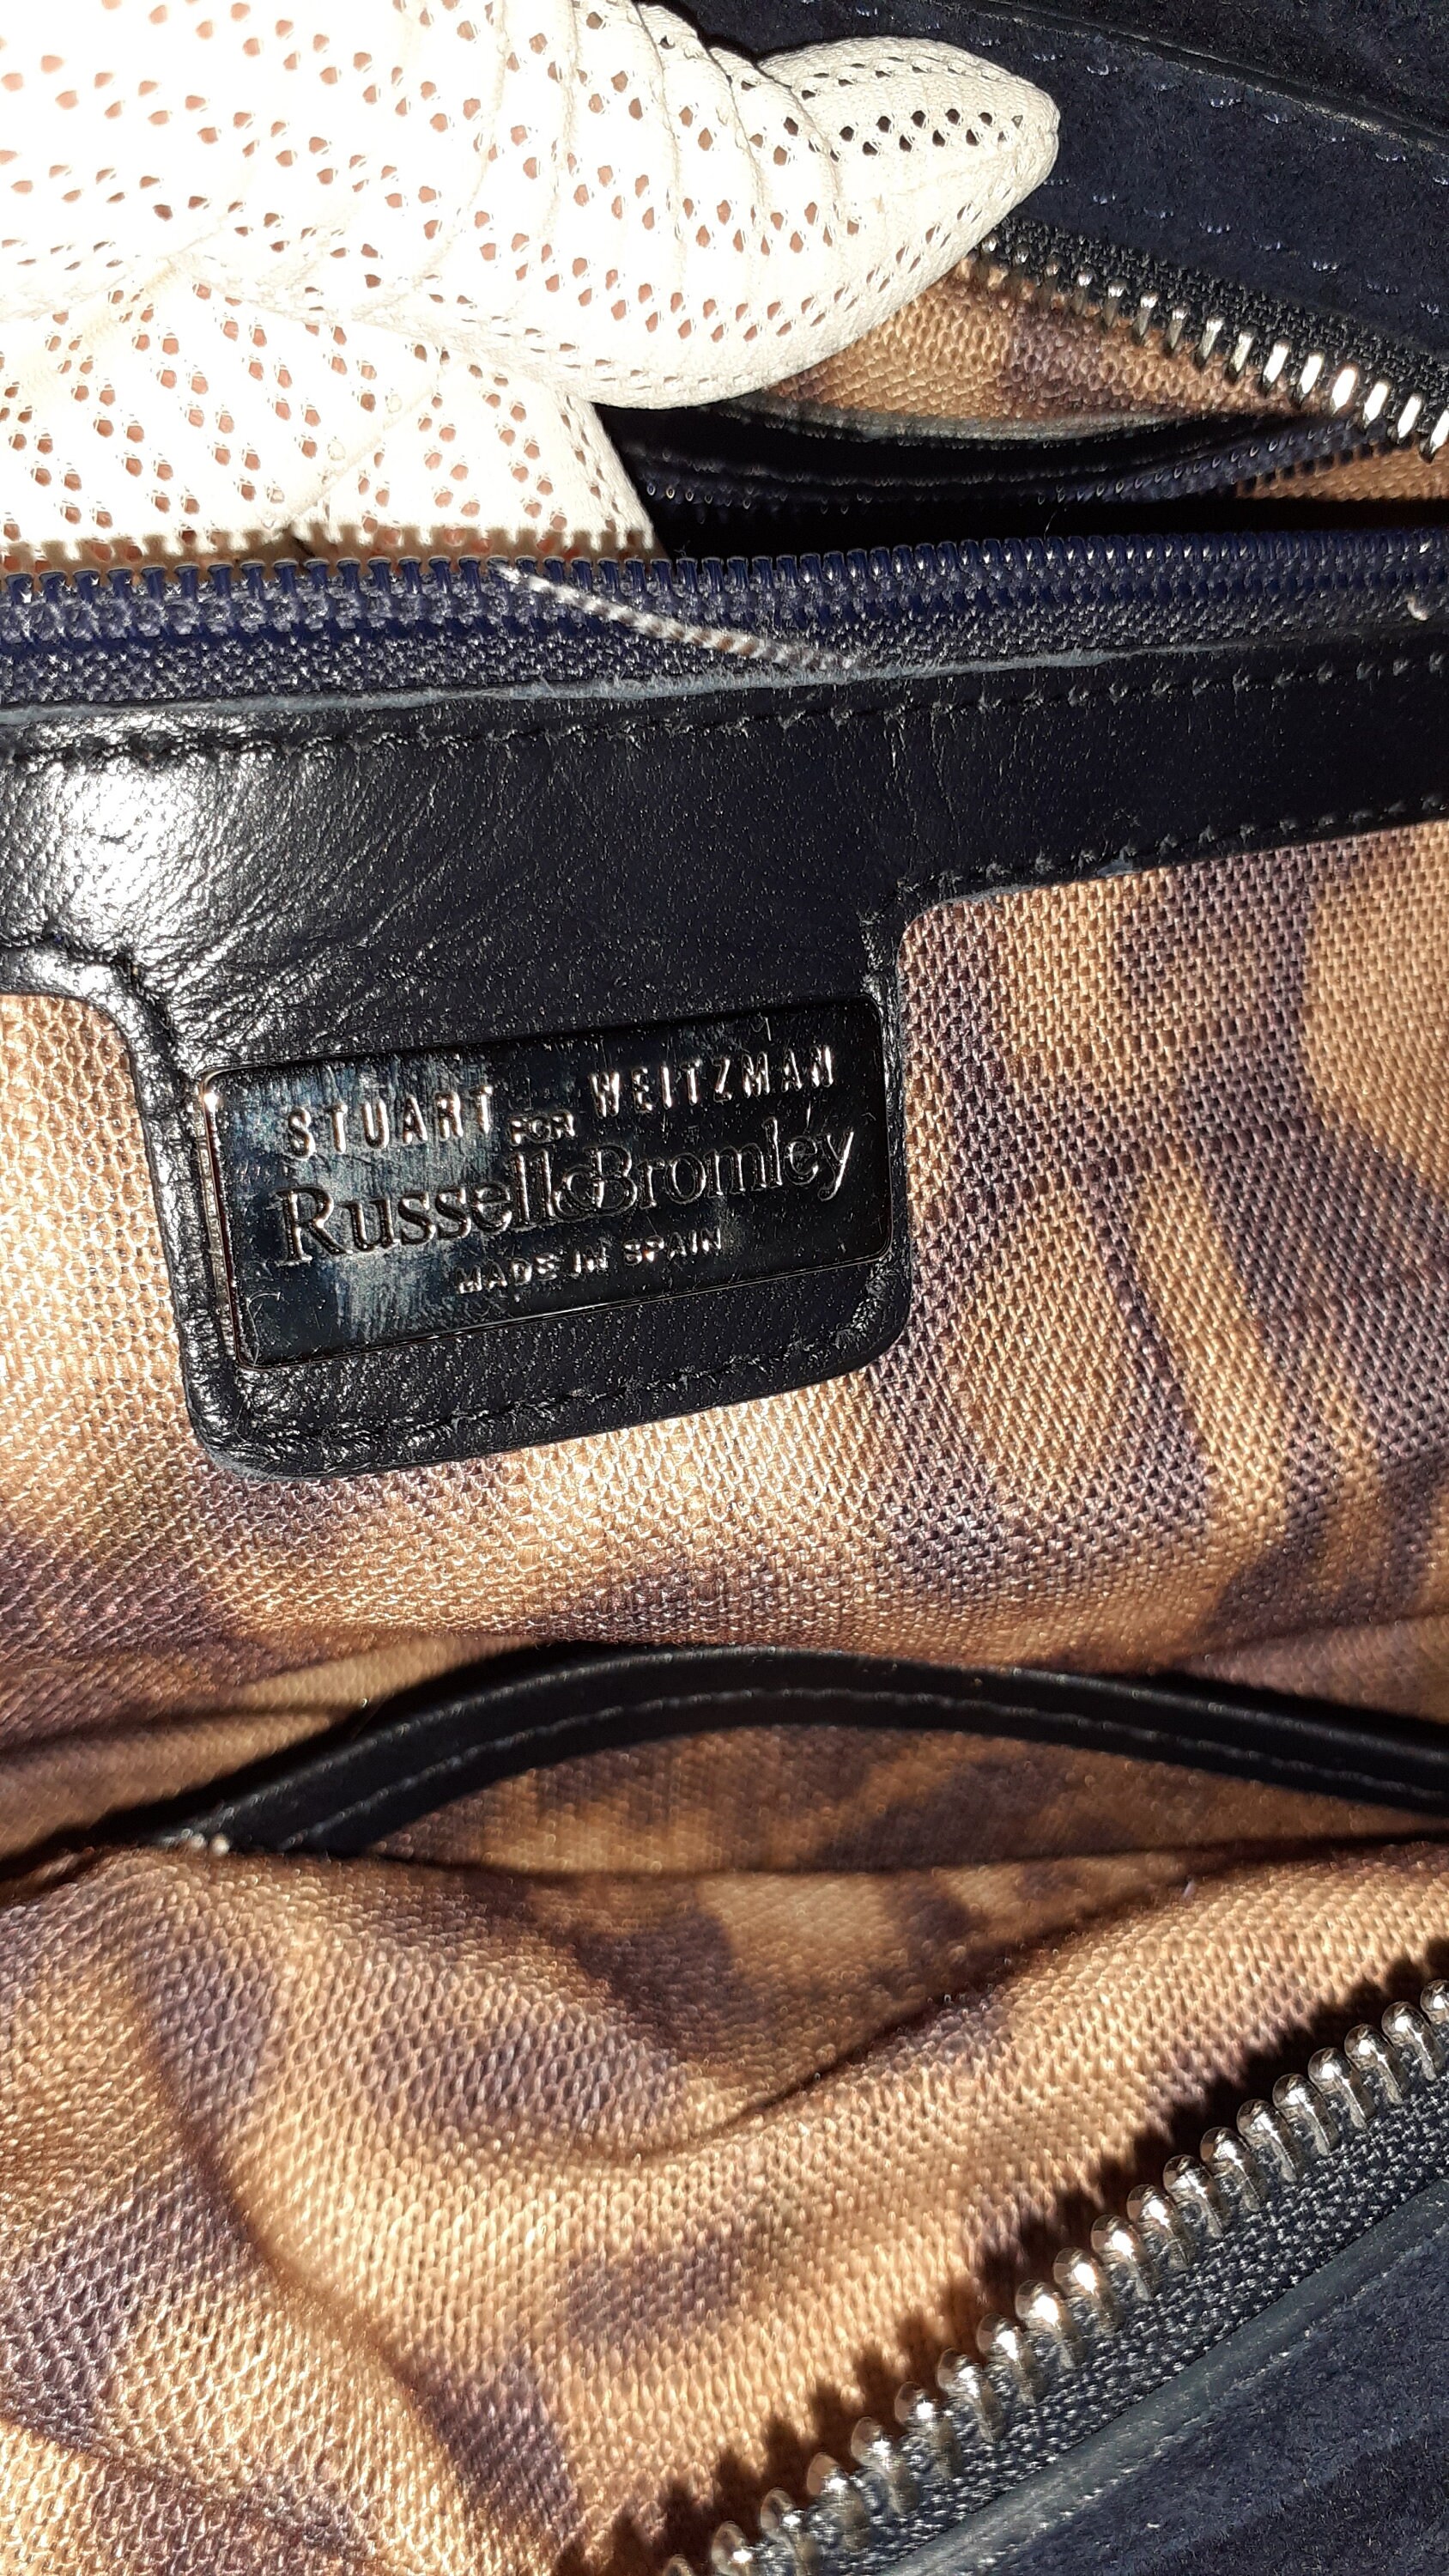 STUART FOR WEITZMAN
Russell&Bromley
MADE IN SPAIN